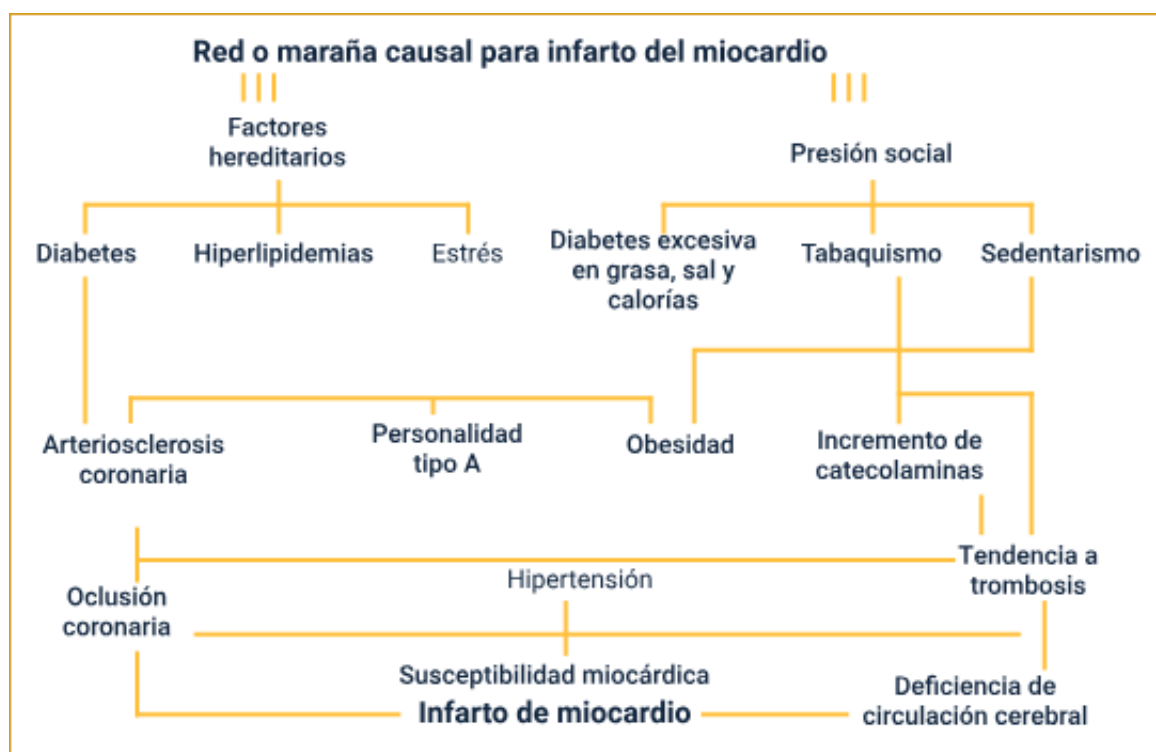 Red o maraña causal para infarto del miocardio
Factores
hereditarios
Presión social
Diabetes
Hiperlipidemias
Estrés
Diabetes excesiva
en grasa, sal y
calorías
Tabaquismo
Sedentarismo
Arteriosclerosis
coronaria
Personalidad
tipo A
Obesidad
Incremento de
catecolaminas
Hipertensión
Tendencia a
trombosis
Oclusión
coronaria
Susceptibilidad miocárdica
Infarto de miocardio
Deficiencia de
circulación cerebral